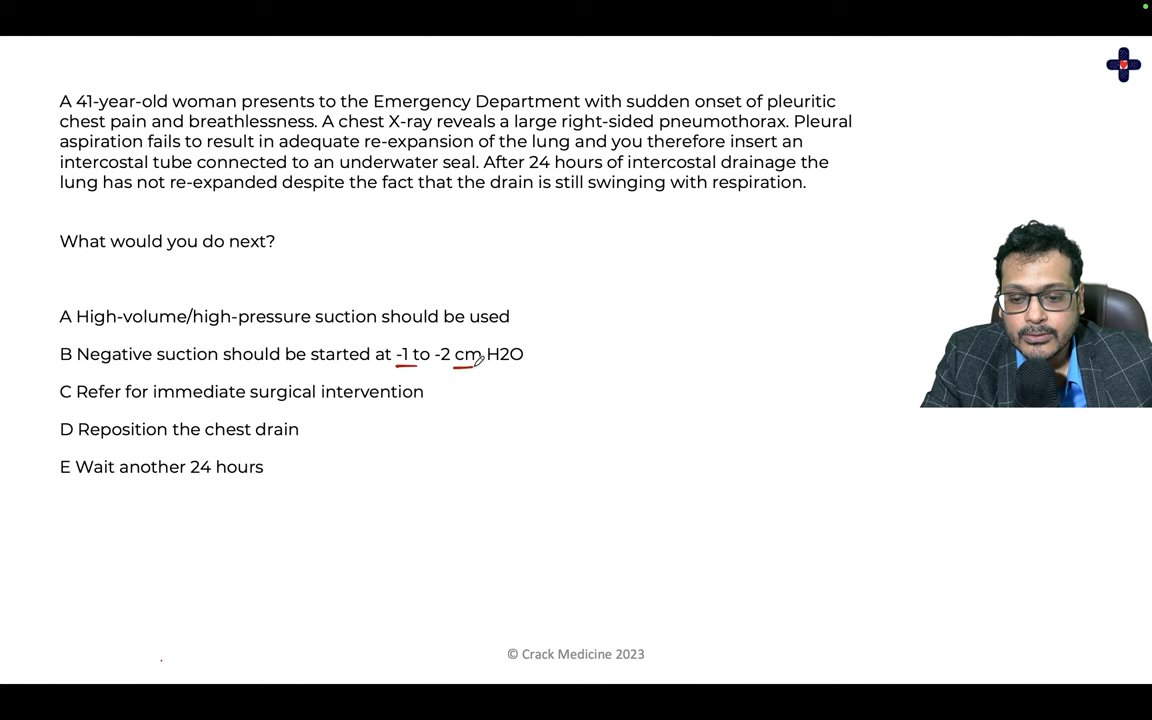 A 41-year-old woman presents to the Emergency Department with sudden onset of pleuritic
chest pain and breathlessness. A chest X-ray reveals a large right-sided pneumothorax. Pleural
aspiration fails to result in adequate re-expansion of the lung and you therefore insert an
intercostal tube connected to an underwater seal. After 24 hours of intercostal drainage the
lung has not re-expanded despite the fact that the drain is still swinging with respiration.
What would you do next?
A High-volume/high-pressure suction should be used
B Negative suction should be started at -1 to -2 cm H2O
C Refer for immediate surgical intervention
D Reposition the chest drain
E Wait another 24 hours
© Crack Medicine 2023